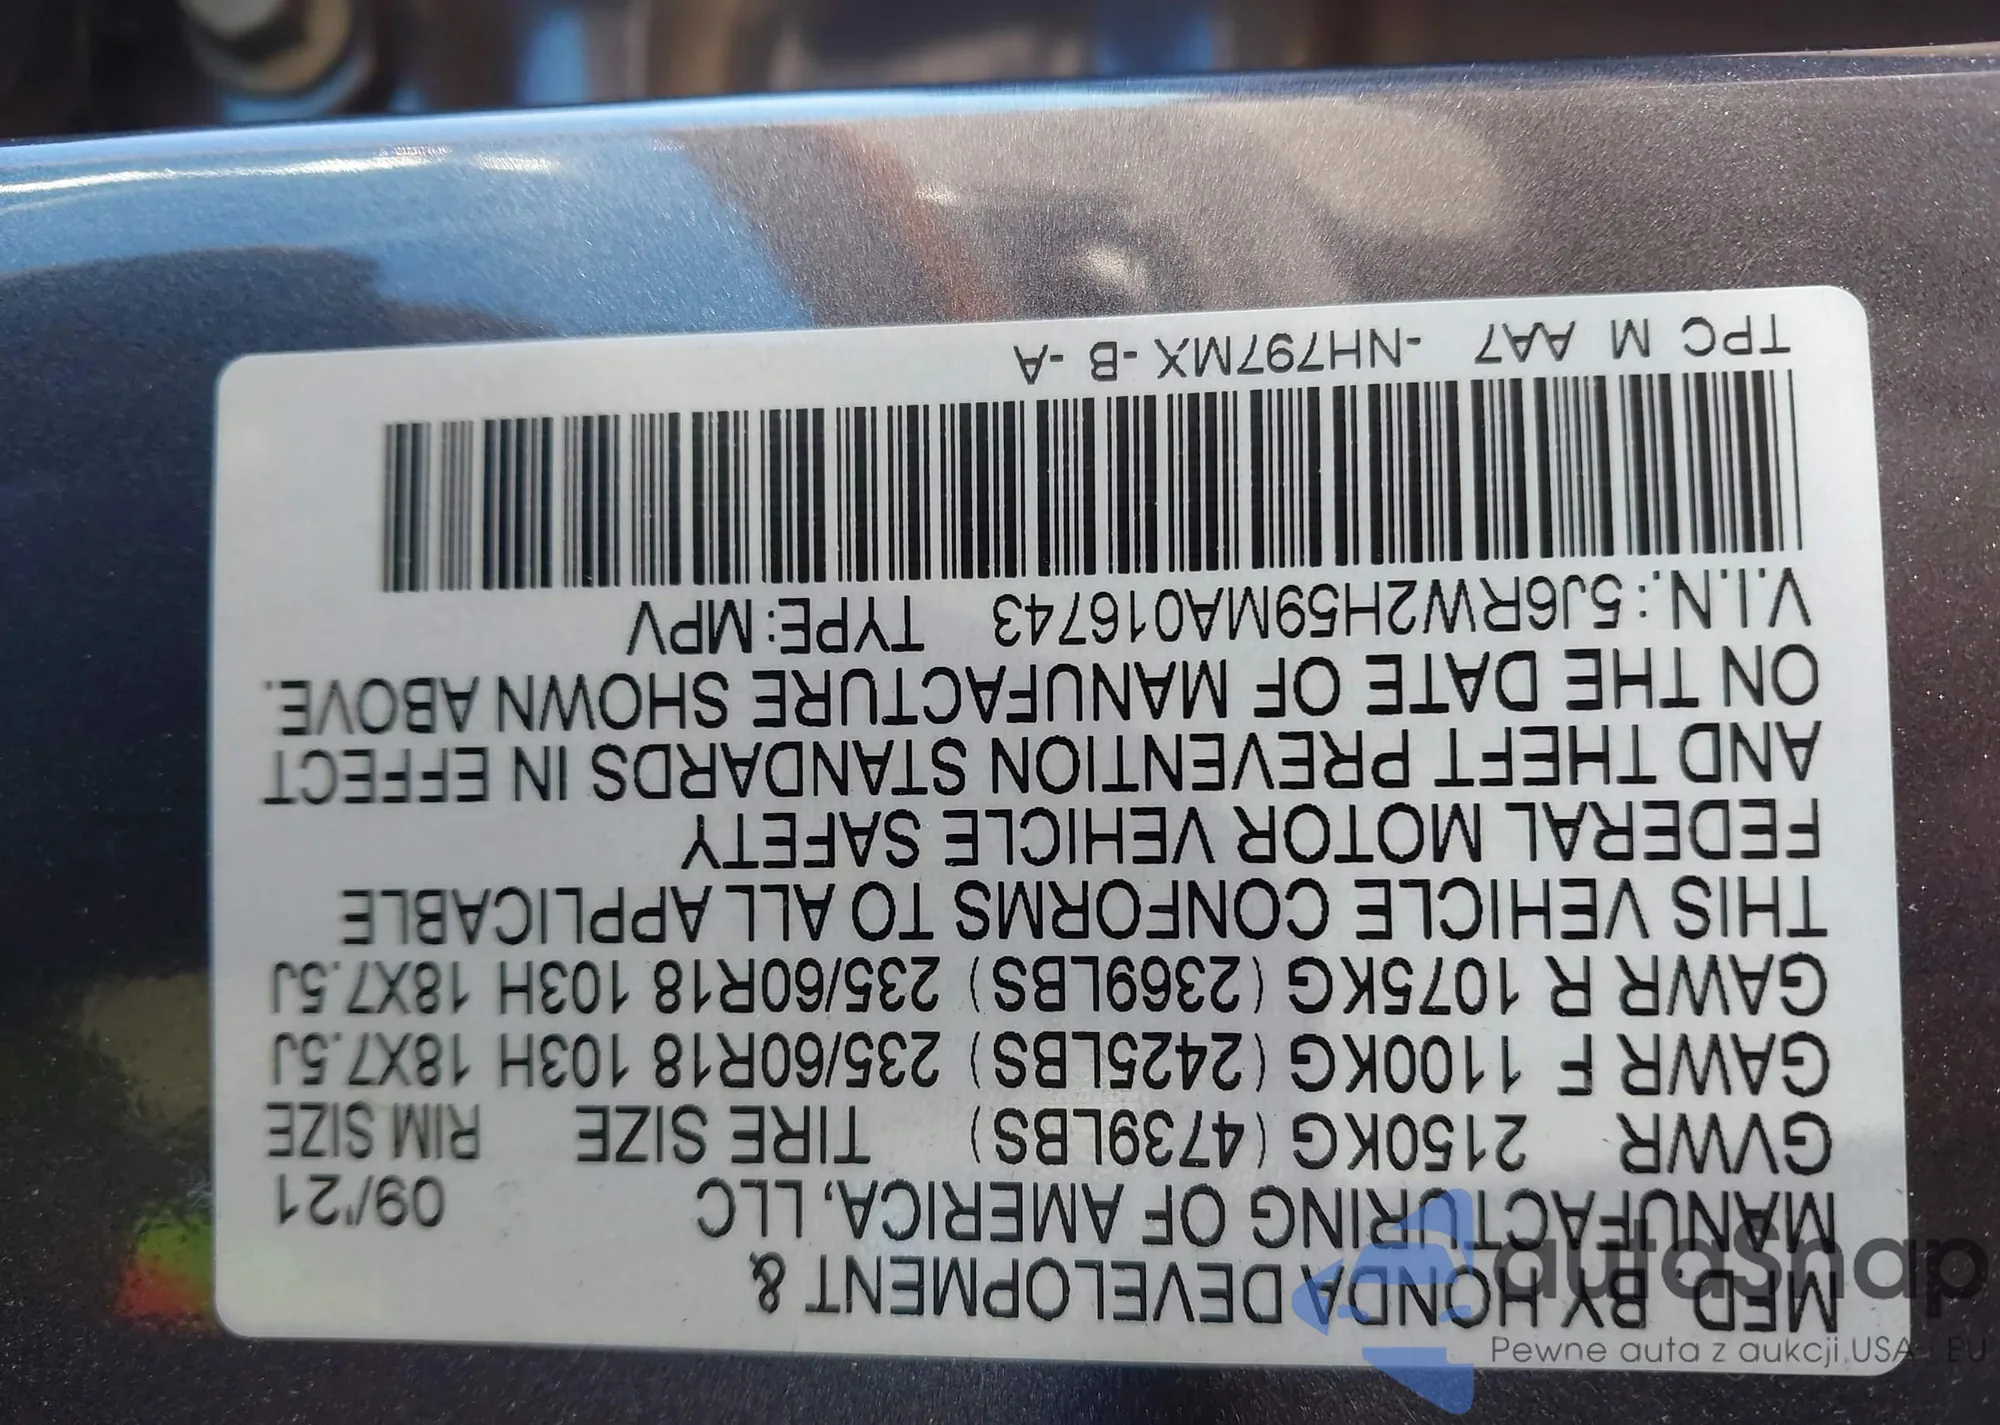 MFD. BY HONDA DEVELOPMENT &
MANUFACTURING OF AMERICA, LLC 09/'21
GVWR 2150KG (4739LBS) TIRE SIZE RIM SIZE
GAWR F 1100KG (2425LBS) 235/60R18 103H 18X7.5J
GAWR R 1075KG (2369LBS) 235/60R18 103H 18X7.5J
THIS VEHICLE CONFORMS TO ALL APPLICABLE
FEDERAL MOTOR VEHICLE SAFETY
AND THEFT PREVENTION STANDARDS IN EFFECT
ON THE DATE OF MANUFACTURE SHOWN ABOVE.
V.I.N.:5J6RW2H59MA016743 TYPE:MPV
TPC M AA7 -NH797MX -B -A
autoSnap
Pewne auta z aukcji USA i EU